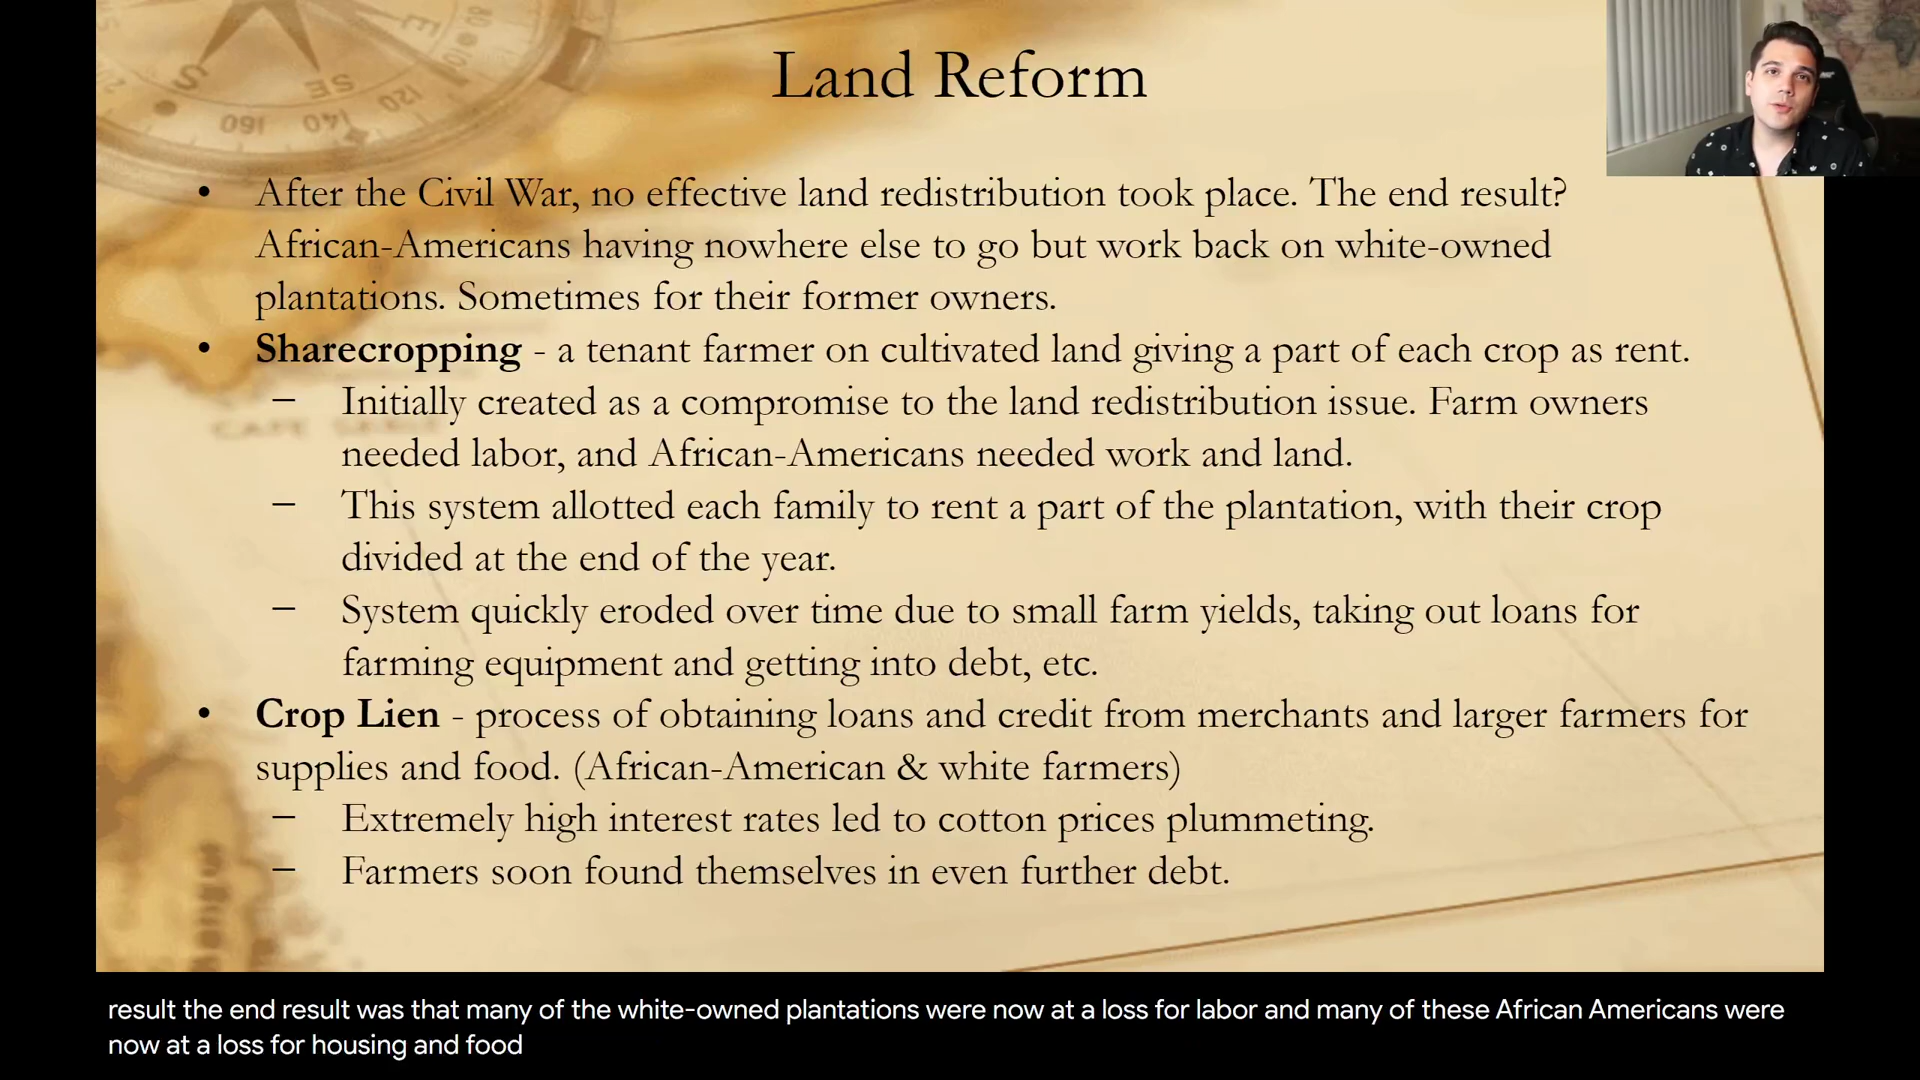 Land Reform
• After the Civil War, no effective land redistribution took place. The end result?
African-Americans having nowhere else to go but work back on white-owned
plantations. Sometimes for their former owners.
• Sharecropping - a tenant farmer on cultivated land giving a part of each crop as rent.
– Initially created as a compromise to the land redistribution issue. Farm owners
needed labor, and African-Americans needed work and land.
– This system allotted each family to rent a part of the plantation, with their crop
divided at the end of the year.
– System quickly eroded over time due to small farm yields, taking out loans for
farming equipment and getting into debt, etc.
• Crop Lien - process of obtaining loans and credit from merchants and larger farmers for
supplies and food. (African-American & white farmers)
– Extremely high interest rates led to cotton prices plummeting.
– Farmers soon found themselves in even further debt.
result the end result was that many of the white-owned plantations were now at a loss for labor and many of these African Americans were
now at a loss for housing and food
S
SE
E
120
140
160